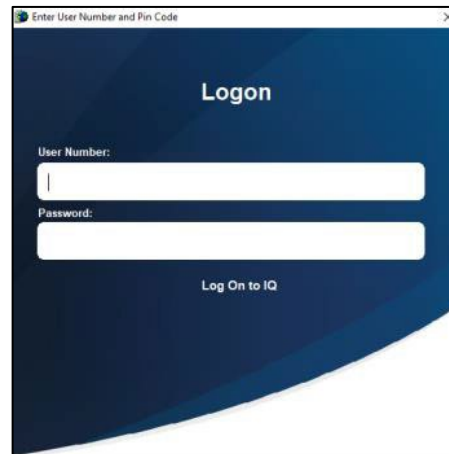 Enter User Number and Pin Code
Logon
User Number:
Password:
Log On to IQ